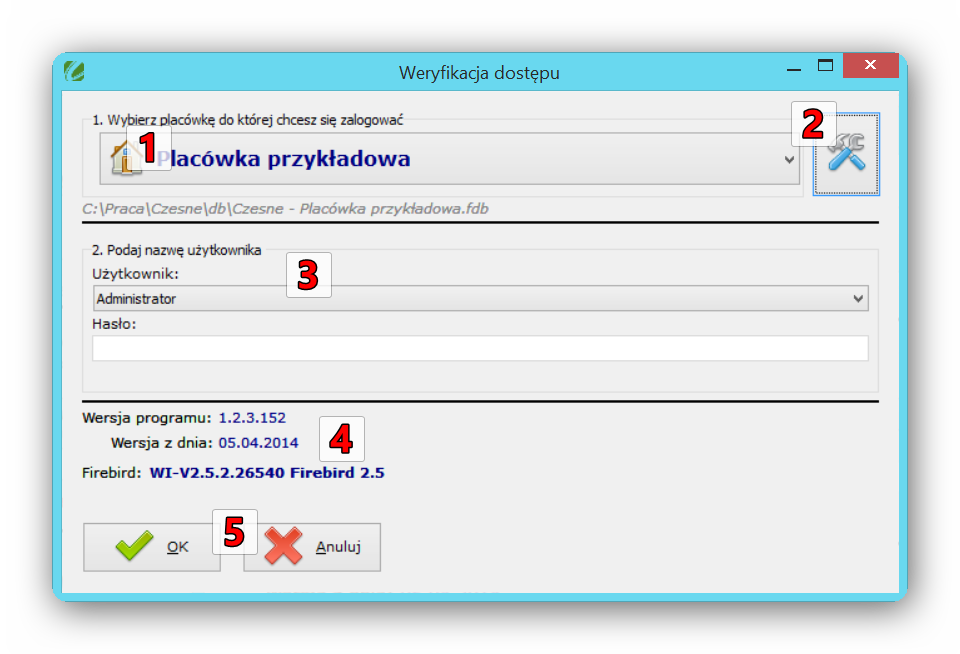 Weryfikacja dostępu
1. Wybierz placówkę do której chcesz się zalogować
1
2
Placówka przykładowa
C:\Praca\Czesne\db\Czesne - Placówka przykładowa.fdb
2. Podaj nazwę użytkownika
3
Użytkownik:
Administrator
Hasło:
Wersja programu: 1.2.3.152
Wersja z dnia: 05.04.2014
4
Firebird: WI-V2.5.2.26540 Firebird 2.5
OK
5
Anuluj